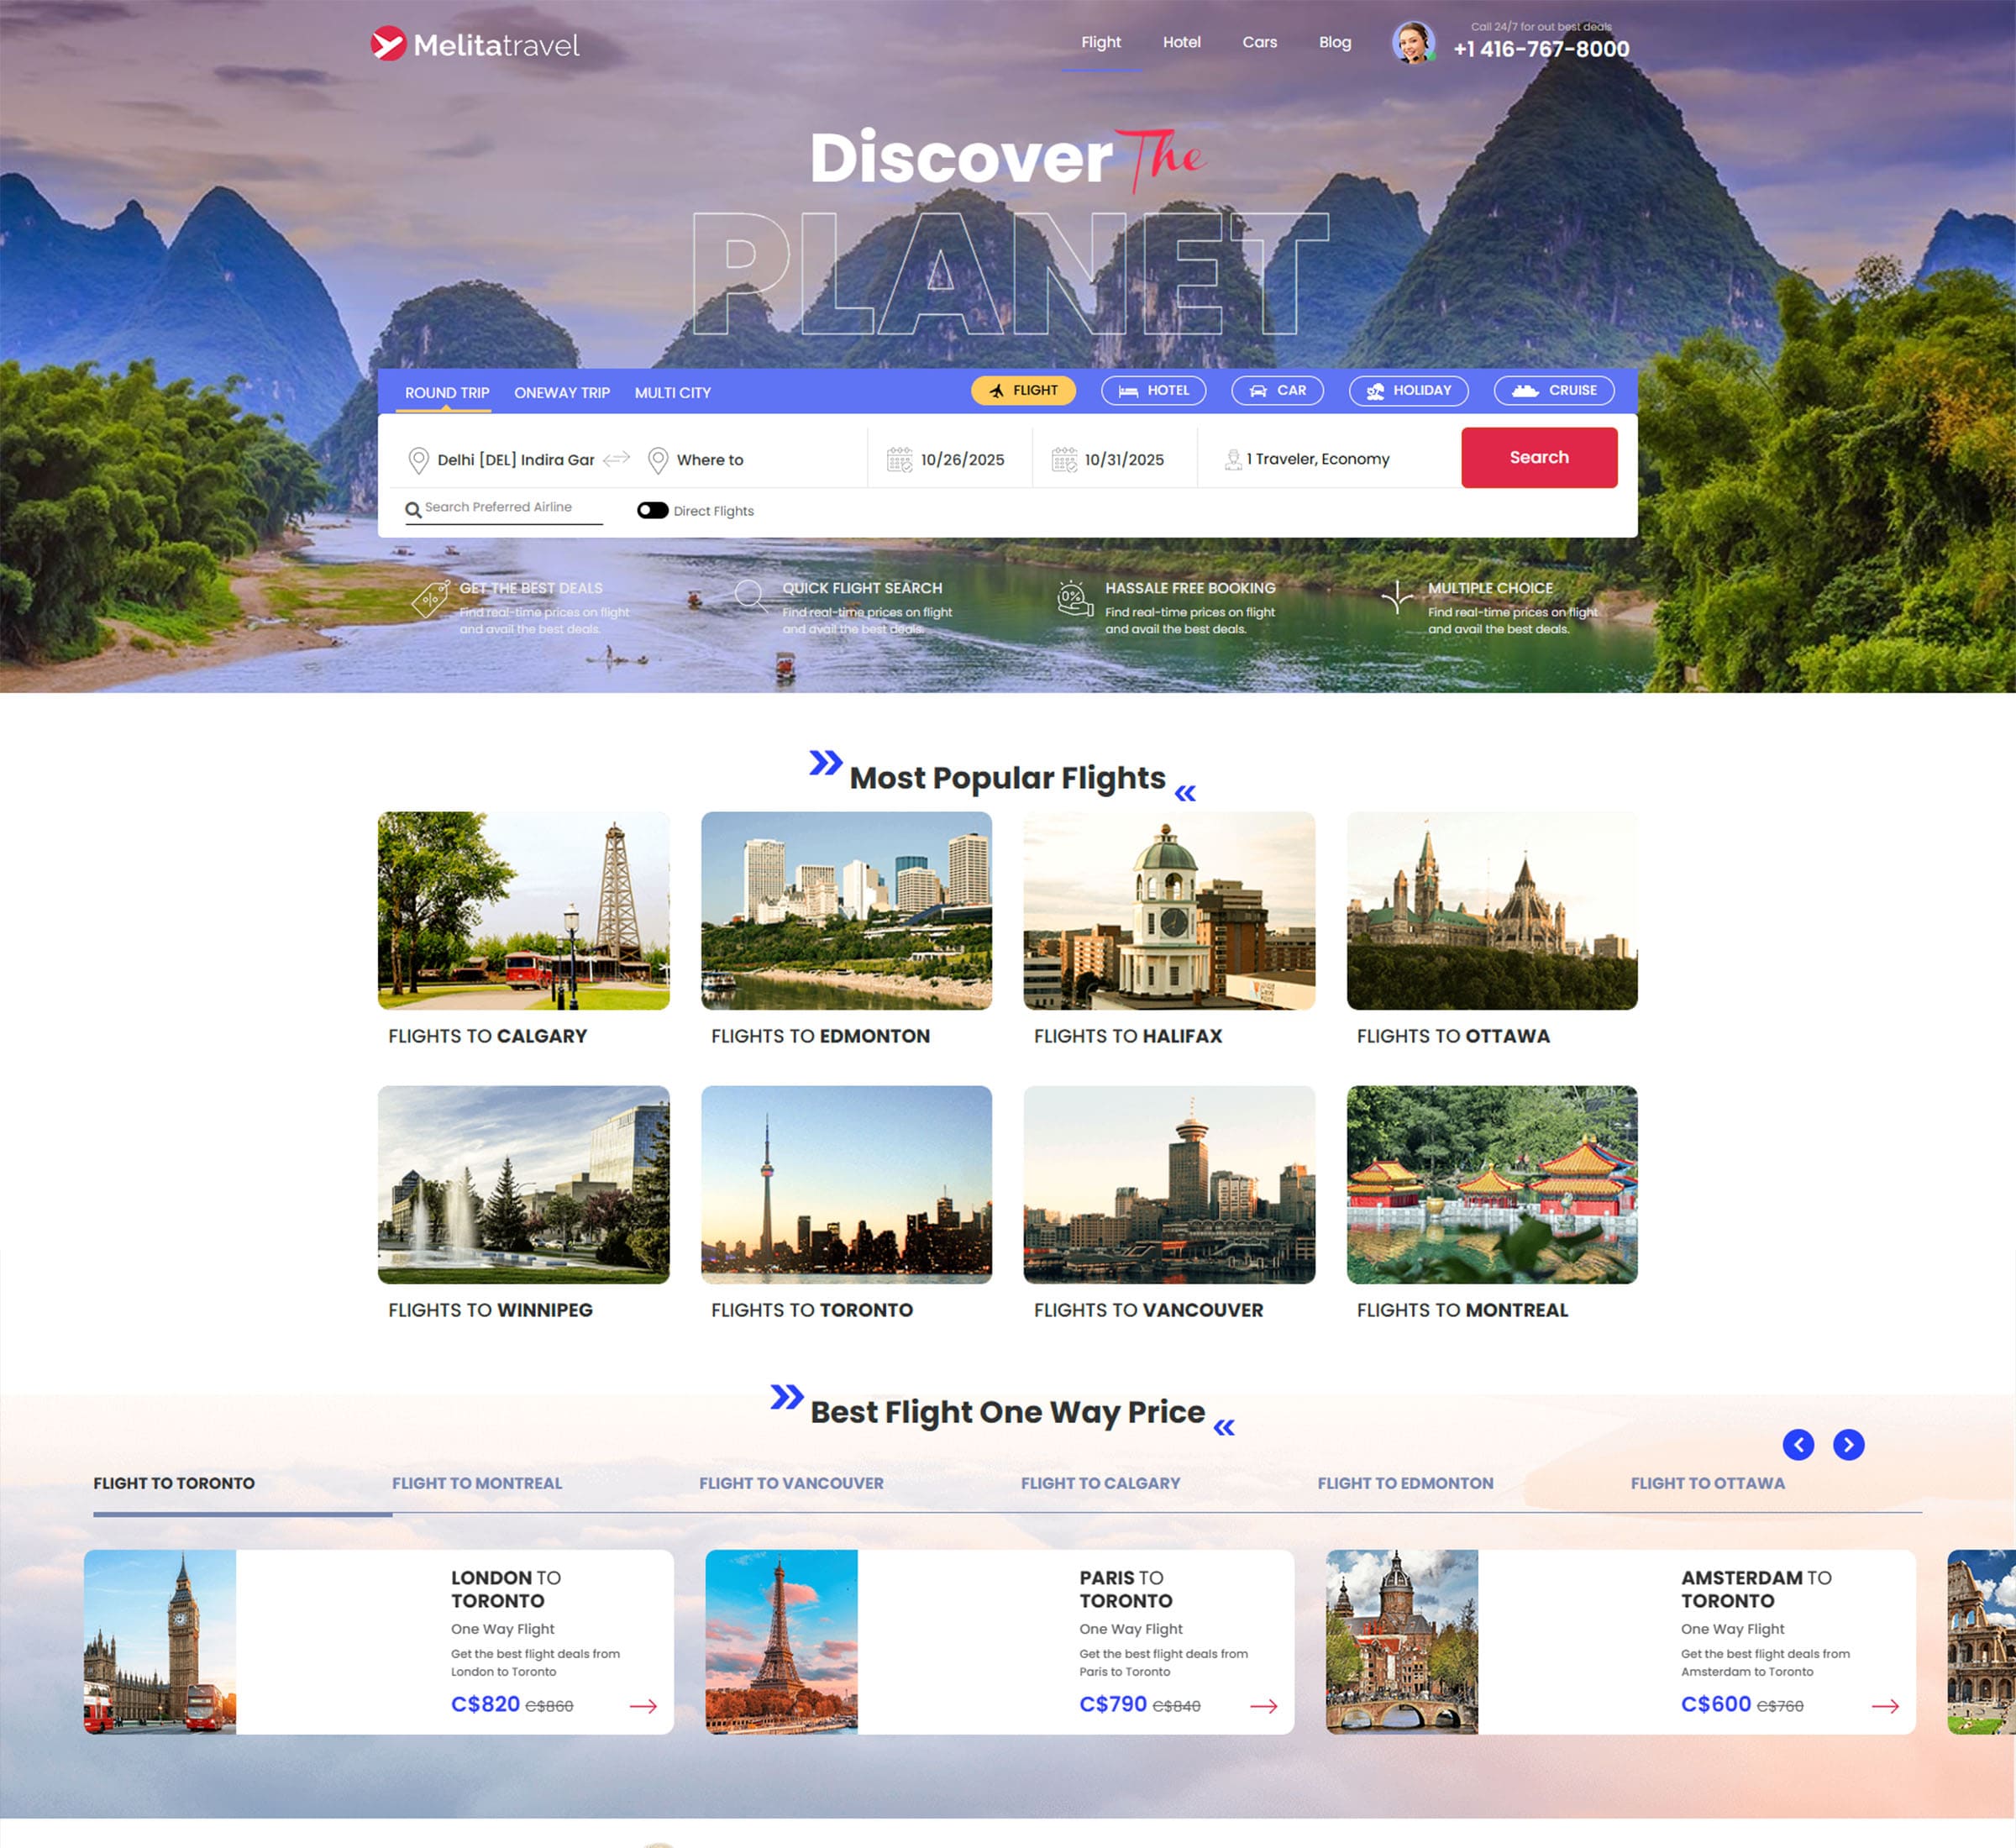 Melitatravel
Flight Hotel Cars Blog
Call 24/7 for out best deals
+1 416-767-8000
Discover The
PLANET
ROUND TRIP ONEWAY TRIP MULTI CITY FLIGHT HOTEL CAR HOLIDAY CRUISE
Delhi [DEL] Indira Gar Where to 10/26/2025 10/31/2025 1 Traveler, Economy Search
Search Preferred Airline Direct Flights
GET THE BEST DEALS
Find real-time prices on flight
and avail the best deals.
QUICK FLIGHT SEARCH
Find real-time prices on flight
and avail the best deals.
HASSALE FREE BOOKING
Find real-time prices on flight
and avail the best deals.
MULTIPLE CHOICE
Find real-time prices on flight
and avail the best deals.
Most Popular Flights
FLIGHTS TO CALGARY
FLIGHTS TO EDMONTON
FLIGHTS TO HALIFAX
FLIGHTS TO OTTAWA
FLIGHTS TO WINNIPEG
FLIGHTS TO TORONTO
FLIGHTS TO VANCOUVER
FLIGHTS TO MONTREAL
Best Flight One Way Price
FLIGHT TO TORONTO FLIGHT TO MONTREAL FLIGHT TO VANCOUVER FLIGHT TO CALGARY FLIGHT TO EDMONTON FLIGHT TO OTTAWA
LONDON TO
TORONTO
One Way Flight
Get the best flight deals from
London to Toronto
C$820 C$860
PARIS TO
TORONTO
One Way Flight
Get the best flight deals from
Paris to Toronto
C$790 C$840
AMSTERDAM TO
TORONTO
One Way Flight
Get the best flight deals from
Amsterdam to Toronto
C$600 C$760